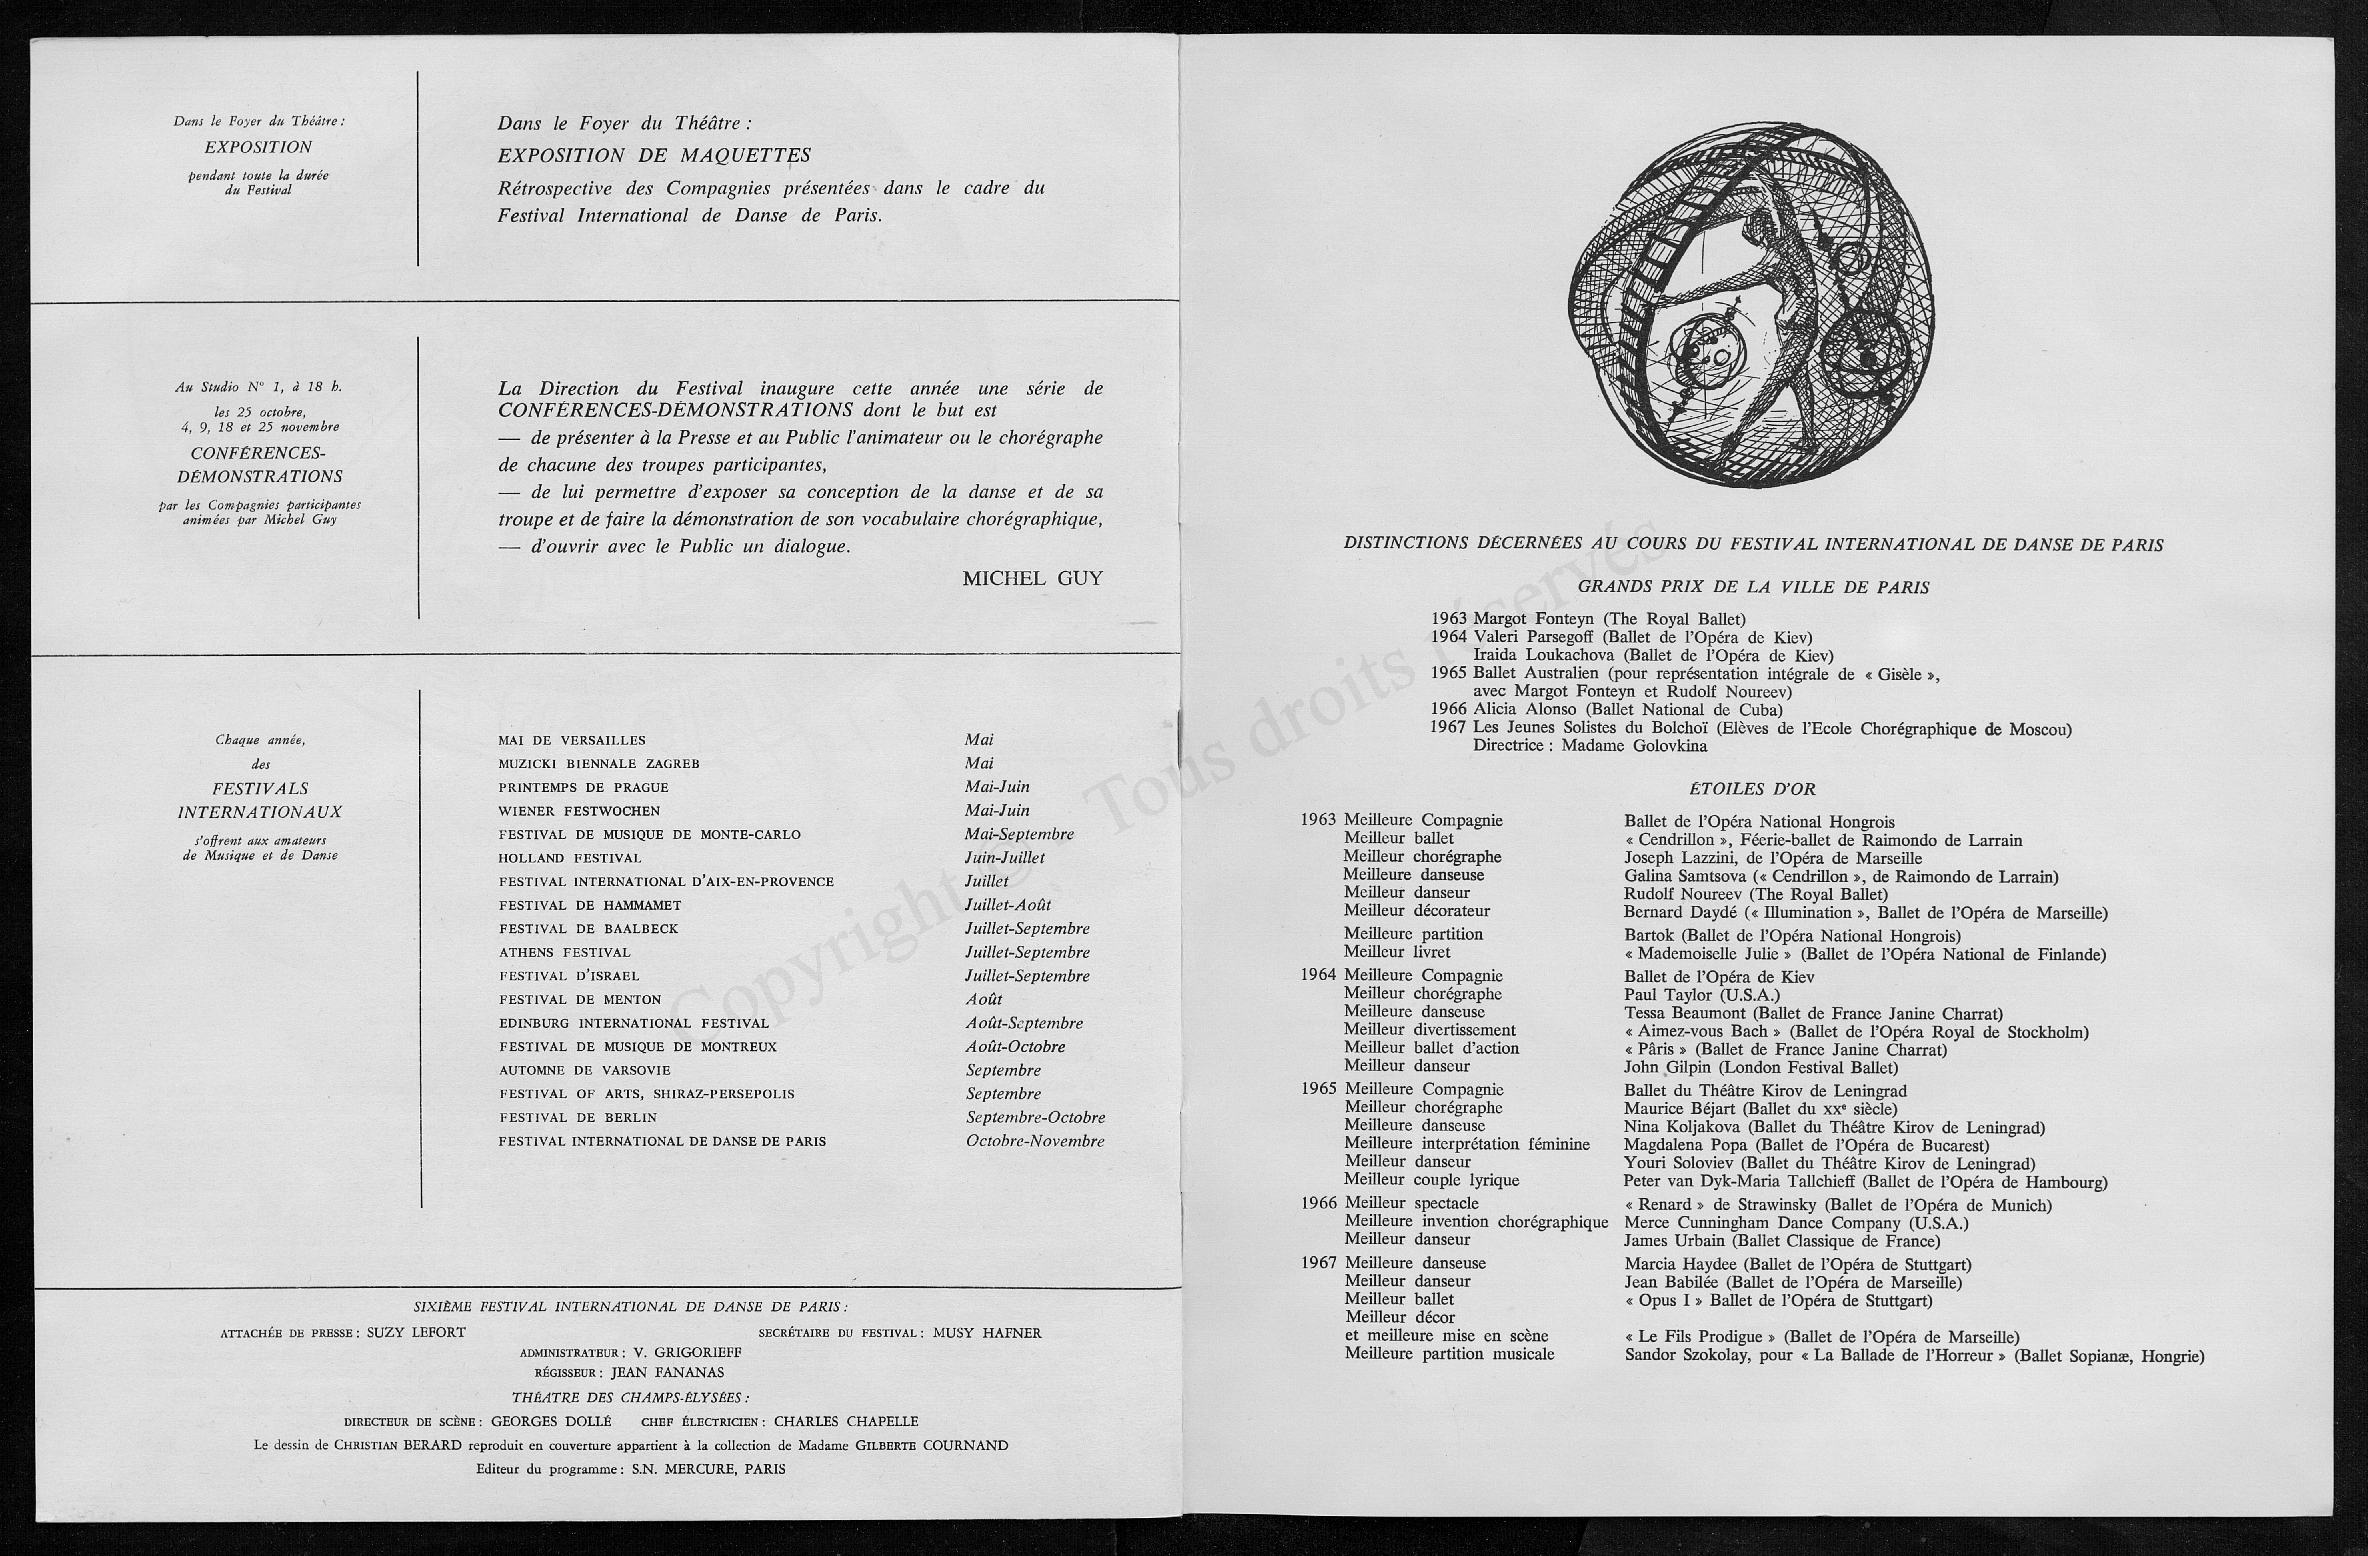 Dans le Foyer du Théâtre :
EXPOSITION
pendant toute la durée
du Festival
Dans le Foyer du Théâtre :
EXPOSITION DE MAQUETTES
Rétrospective des Compagnies présentées dans le cadre du
Festival International de Danse de Paris.
Au Studio N° 1, à 18 h.
les 25 octobre,
4, 9, 18 et 25 novembre
CONFÉRENCES-
DÉMONSTRATIONS
par les Compagnies participantes
animées par Michel Guy
La Direction du Festival inaugure cette année une série de
CONFÉRENCES-DÉMONSTRATIONS dont le but est
— de présenter à la Presse et au Public l'animateur ou le chorégraphe
de chacune des troupes participantes,
— de lui permettre d'exposer sa conception de la danse et de sa
troupe et de faire la démonstration de son vocabulaire chorégraphique,
— d'ouvrir avec le Public un dialogue.
MICHEL GUY
Chaque année,
des
FESTIVALS
INTERNATIONAUX
s'offrent aux amateurs
de Musique et de Danse
MAI DE VERSAILLES Mai
MUZICKI BIENNALE ZAGREB Mai
PRINTEMPS DE PRAGUE Mai-Juin
WIENER FESTWOCHEN Mai-Juin
FESTIVAL DE MUSIQUE DE MONTE-CARLO Mai-Septembre
HOLLAND FESTIVAL Juin-Juillet
FESTIVAL INTERNATIONAL D'AIX-EN-PROVENCE Juillet
FESTIVAL DE HAMMAMET Juillet-Août
FESTIVAL DE BAALBECK Juillet-Septembre
ATHENS FESTIVAL Juillet-Septembre
FESTIVAL D'ISRAEL Juillet-Septembre
FESTIVAL DE MENTON Août
EDINBURG INTERNATIONAL FESTIVAL Août-Septembre
FESTIVAL DE MUSIQUE DE MONTREUX Août-Octobre
AUTOMNE DE VARSOVIE Septembre
FESTIVAL OF ARTS, SHIRAZ-PERSEPOLIS Septembre
FESTIVAL DE BERLIN Septembre-Octobre
FESTIVAL INTERNATIONAL DE DANSE DE PARIS Octobre-Novembre
SIXIÈME FESTIVAL INTERNATIONAL DE DANSE DE PARIS :
ATTACHÉE DE PRESSE : SUZY LEFORT SECRÉTAIRE DU FESTIVAL : MUSY HAFNER
ADMINISTRATEUR : V. GRIGORIEFF
RÉGISSEUR : JEAN FANANAS
THÉATRE DES CHAMPS-ÉLYSÉES :
DIRECTEUR DE SCÈNE : GEORGES DOLLÉ CHEF ÉLECTRICIEN : CHARLES CHAPELLE
Le dessin de CHRISTIAN BERARD reproduit en couverture appartient à la collection de Madame GILBERTE COURNAND
Editeur du programme : S.N. MERCURE, PARIS
DISTINCTIONS DÉCERNÉES AU COURS DU FESTIVAL INTERNATIONAL DE DANSE DE PARIS
GRANDS PRIX DE LA VILLE DE PARIS
1963 Margot Fonteyn (The Royal Ballet)
1964 Valeri Parsegoff (Ballet de l'Opéra de Kiev)
Iraida Loukachova (Ballet de l'Opéra de Kiev)
1965 Ballet Australien (pour représentation intégrale de « Gisèle »,
avec Margot Fonteyn et Rudolf Noureev)
1966 Alicia Alonso (Ballet National de Cuba)
1967 Les Jeunes Solistes du Bolchoï (Elèves de l'Ecole Chorégraphique de Moscou)
Directrice : Madame Golovkina
ÉTOILES D'OR
1963 Meilleure Compagnie Ballet de l'Opéra National Hongrois
Meilleur ballet « Cendrillon », Féerie-ballet de Raimondo de Larrain
Meilleur chorégraphe Joseph Lazzini, de l'Opéra de Marseille
Meilleure danseuse Galina Samtsova (« Cendrillon », de Raimondo de Larrain)
Meilleur danseur Rudolf Noureev (The Royal Ballet)
Meilleur décorateur Bernard Daydé (« Illumination », Ballet de l'Opéra de Marseille)
Meilleure partition Bartok (Ballet de l'Opéra National Hongrois)
Meilleur livret « Mademoiselle Julie » (Ballet de l'Opéra National de Finlande)
1964 Meilleure Compagnie Ballet de l'Opéra de Kiev
Meilleur chorégraphe Paul Taylor (U.S.A.)
Meilleure danseuse Tessa Beaumont (Ballet de France Janine Charrat)
Meilleur divertissement « Aimez-vous Bach » (Ballet de l'Opéra Royal de Stockholm)
Meilleur ballet d'action « Pâris » (Ballet de France Janine Charrat)
Meilleur danseur John Gilpin (London Festival Ballet)
1965 Meilleure Compagnie Ballet du Théâtre Kirov de Leningrad
Meilleur chorégraphe Maurice Béjart (Ballet du XXe siècle)
Meilleure danseuse Nina Koljakova (Ballet du Théâtre Kirov de Leningrad)
Meilleure interprétation féminine Magdalena Popa (Ballet de l'Opéra de Bucarest)
Meilleur danseur Youri Soloviev (Ballet du Théâtre Kirov de Leningrad)
Meilleur couple lyrique Peter van Dyk-Maria Tallchieff (Ballet de l'Opéra de Hambourg)
1966 Meilleur spectacle « Renard » de Strawinsky (Ballet de l'Opéra de Munich)
Meilleure invention chorégraphique Merce Cunningham Dance Company (U.S.A.)
Meilleur danseur James Urbain (Ballet Classique de France)
1967 Meilleure danseuse Marcia Haydee (Ballet de l'Opéra de Stuttgart)
Meilleur danseur Jean Babilée (Ballet de l'Opéra de Marseille)
Meilleur ballet « Opus I » Ballet de l'Opéra de Stuttgart)
Meilleur décor
et meilleure mise en scène « Le Fils Prodigue » (Ballet de l'Opéra de Marseille)
Meilleure partition musicale Sandor Szokolay, pour « La Ballade de l'Horreur » (Ballet Sopianæ, Hongrie)
Copyright © Tous droits réservés